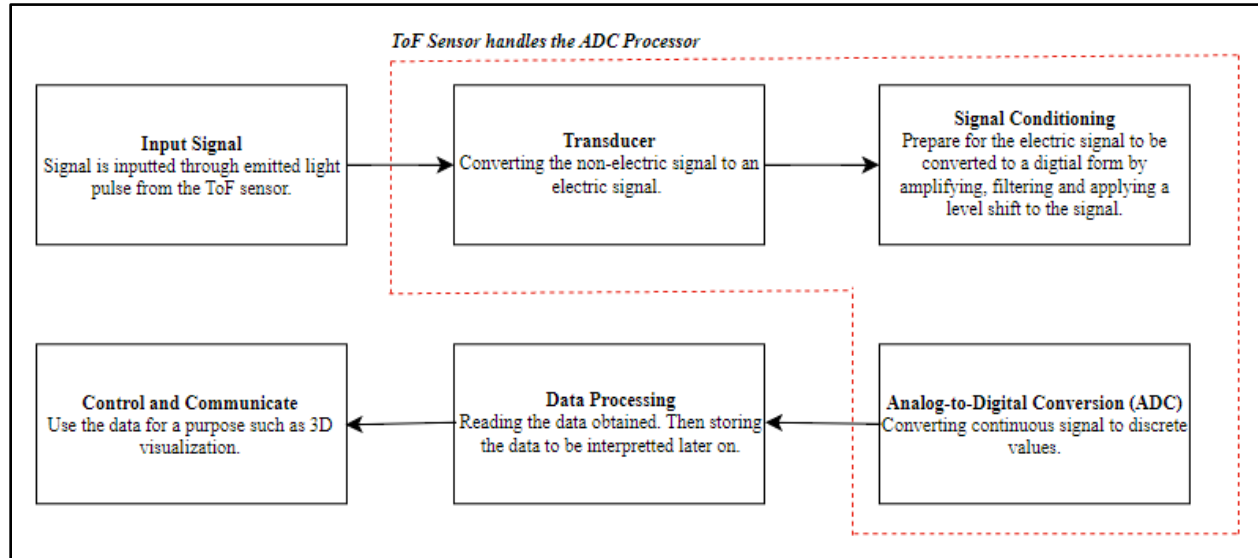 ToF Sensor handles the ADC Processor
Input Signal
Signal is inputted through emitted light
pulse from the ToF sensor.
Transducer
Converting the non-electric signal to an
electric signal.
Signal Conditioning
Prepare for the electric signal to be
converted to a digtial form by
amplifying, filtering and applying a
level shift to the signal.
Control and Communicate
Use the data for a purpose such as 3D
visualization.
Data Processing
Reading the data obtained. Then storing
the data to be interpretted later on.
Analog-to-Digital Conversion (ADC)
Converting continuous signal to discrete
values.